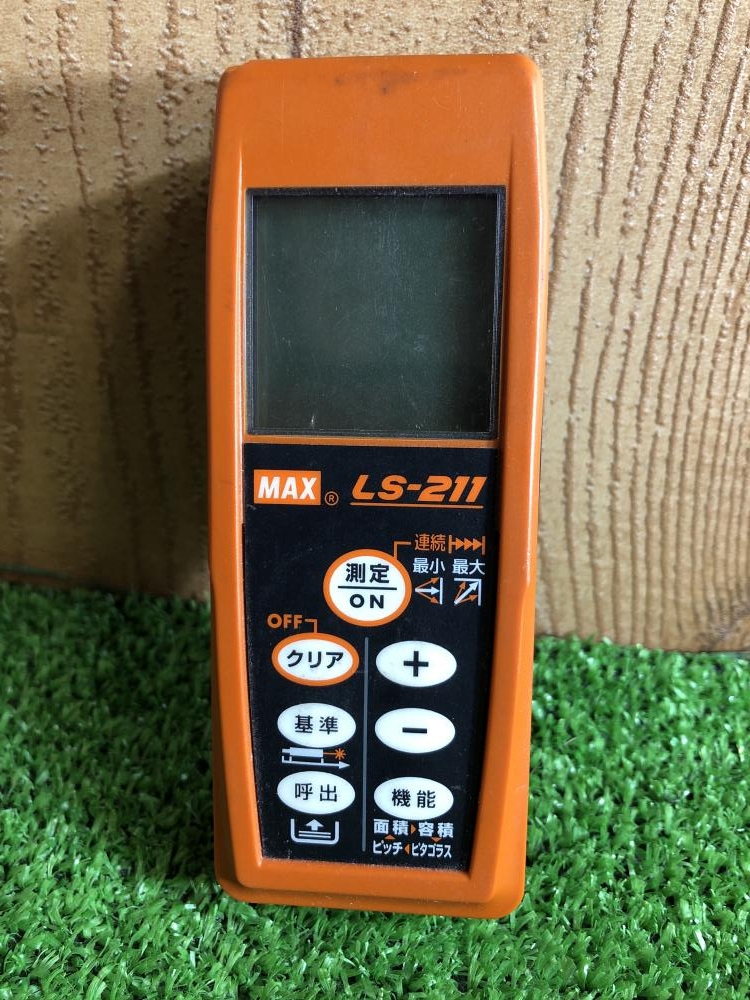 MAX® LS-211
連続
測定 最小 最大
ON
OFF
クリア +
基準 -
呼出 機能
面積 容積
ピッチ ピタゴラス